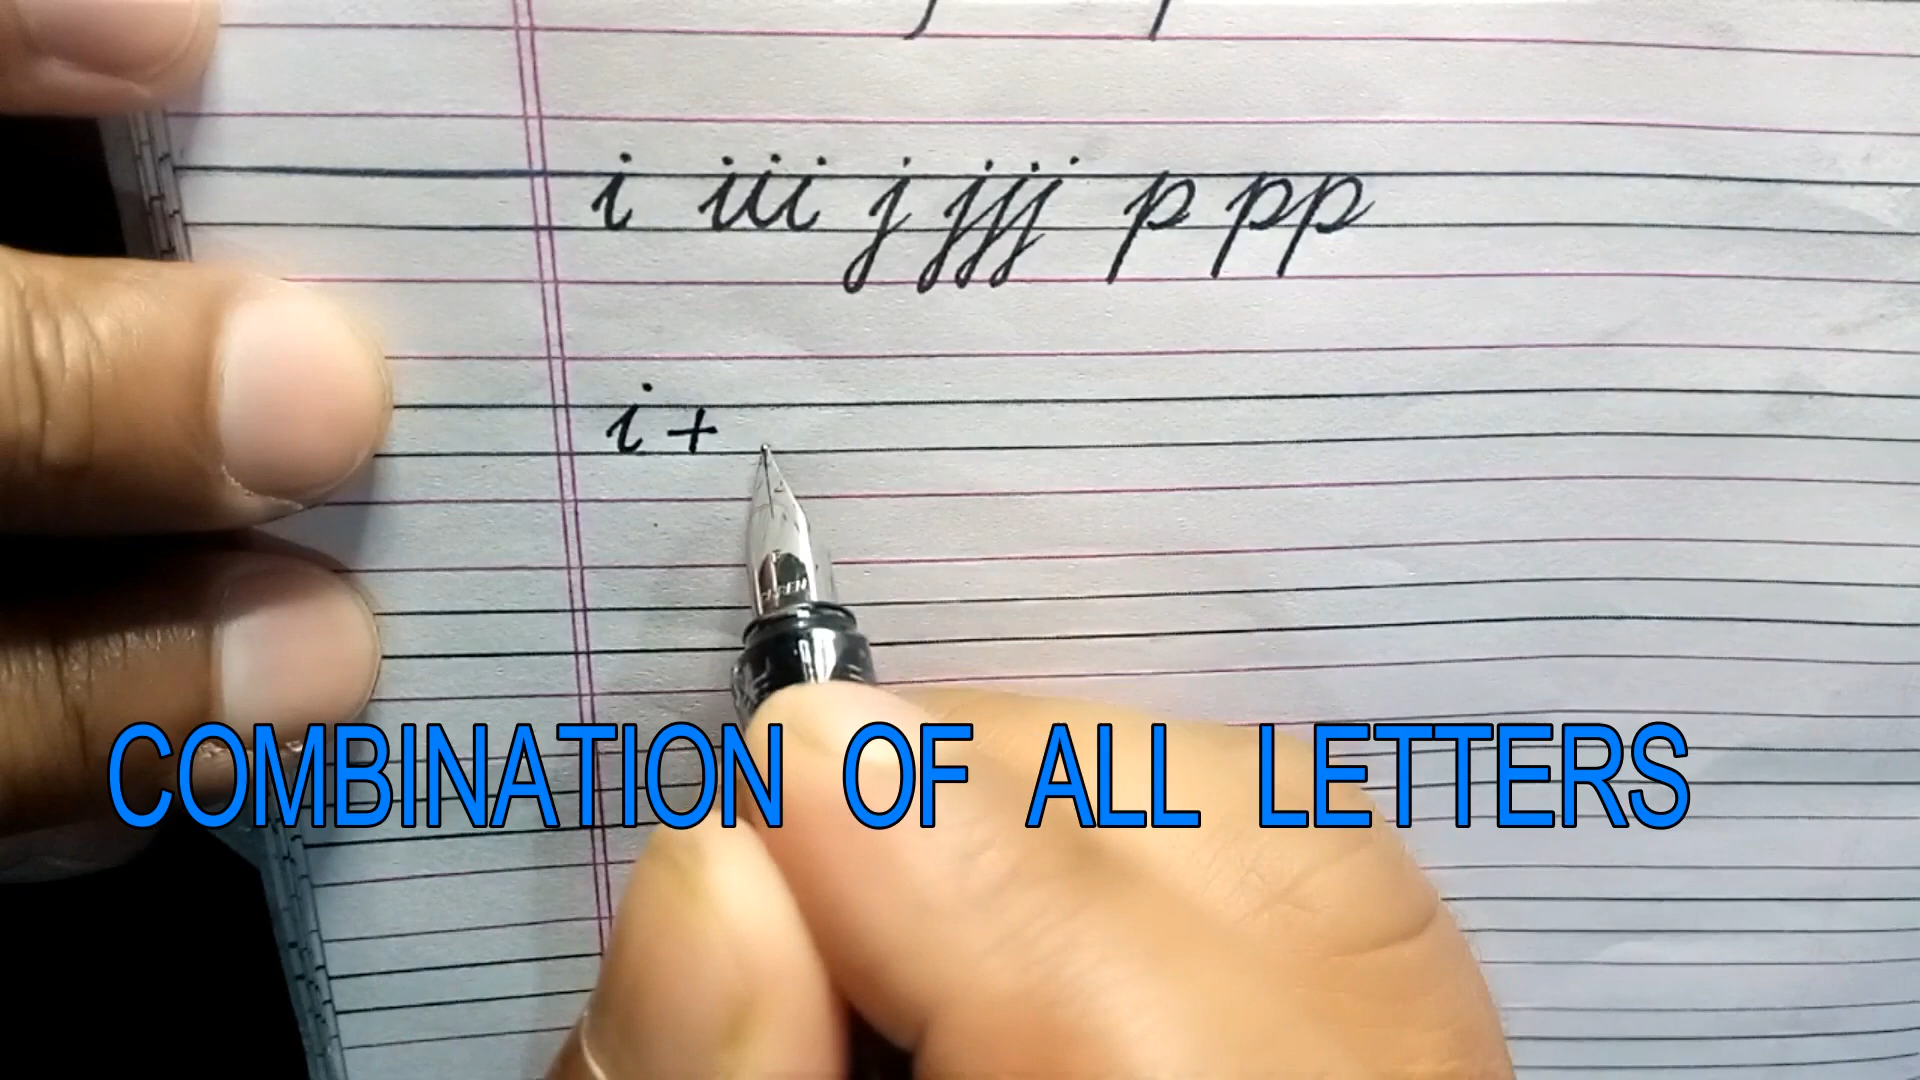 i iii j jjj p pp
i +
COMBINATION OF ALL LETTERS